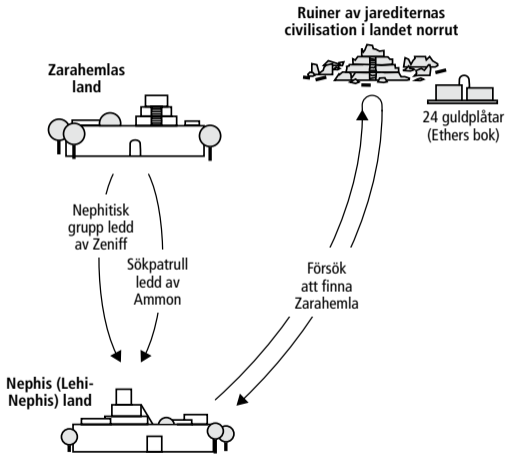 Ruiner av jarediternas
civilisation i landet norrut
Zarahemlas
land
24 guldplåtar
(Ethers bok)
Nephitisk
grupp ledd
av Zeniff
Sökpatrull
ledd av
Ammon
Försök
att finna
Zarahemla
Nephis (Lehi-
Nephis) land